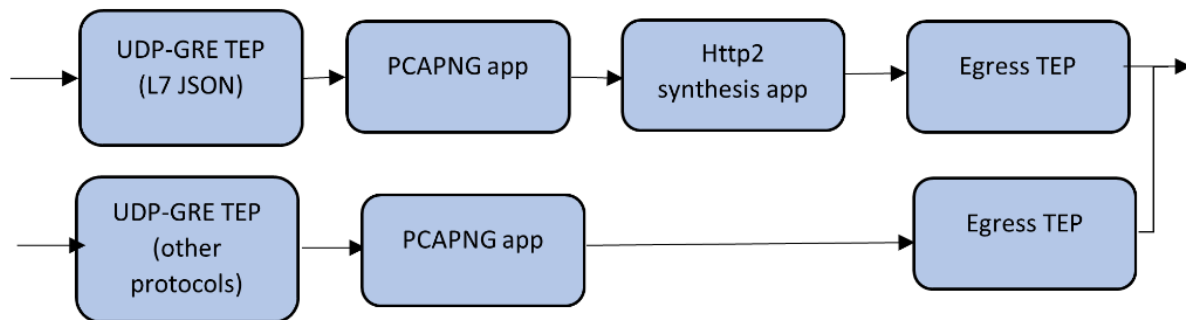 UDP-GRE TEP
(L7 JSON)
PCAPNG app
Http2
synthesis app
Egress TEP
UDP-GRE TEP
(other
protocols)
PCAPNG app
Egress TEP